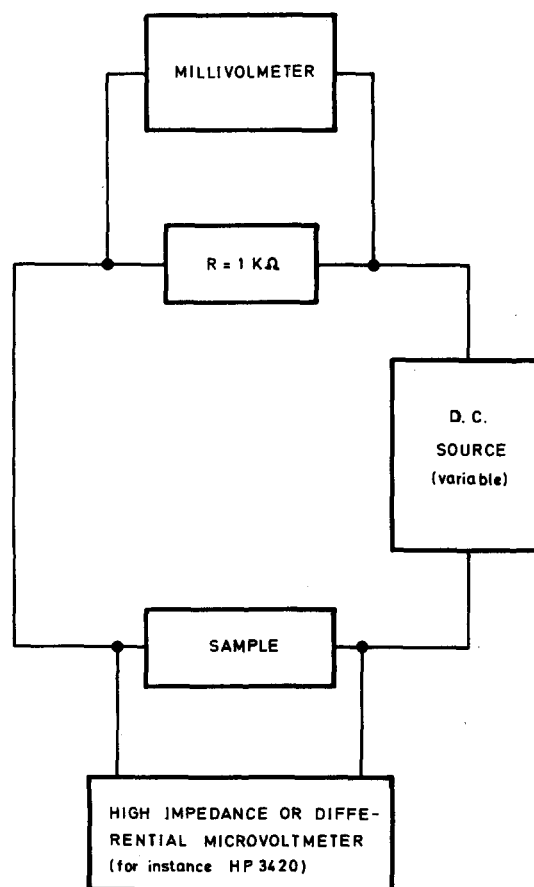 MILLIVOLMETER
R = 1 KΩ
D. C.
SOURCE
(variable)
SAMPLE
HIGH IMPEDANCE OR DIFFE-
RENTIAL MICROVOLTMETER
(for instance HP 3420)